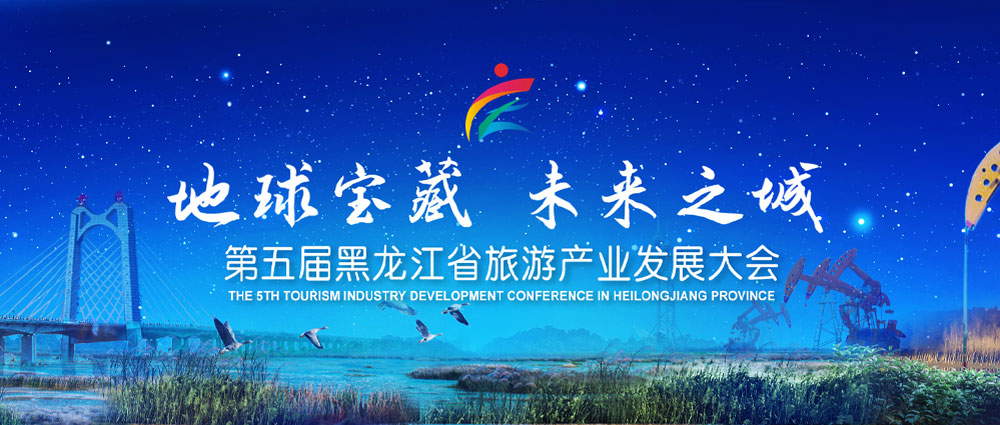 地球宝藏 未来之城
第五届黑龙江省旅游产业发展大会
THE 5TH TOURISM INDUSTRY DEVELOPMENT CONFERENCE IN HEILONGJIANG PROVINCE